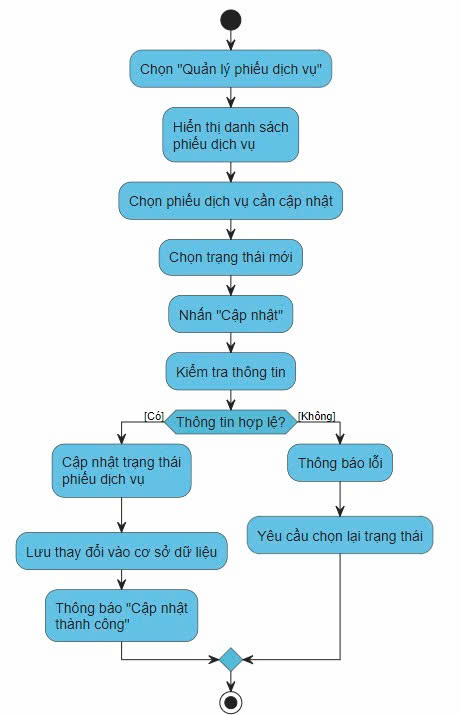 Chọn "Quản lý phiếu dịch vụ"
Hiển thị danh sách
phiếu dịch vụ
Chọn phiếu dịch vụ cần cập nhật
Chọn trạng thái mới
Nhấn "Cập nhật"
Kiểm tra thông tin
[Có] Thông tin hợp lệ? [Không]
Cập nhật trạng thái
phiếu dịch vụ
Thông báo lỗi
Lưu thay đổi vào cơ sở dữ liệu
Yêu cầu chọn lại trạng thái
Thông báo "Cập nhật
thành công"